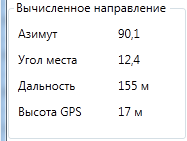 Вычисленное направление
Азимут 90,1
Угол места 12,4
Дальность 155 м
Высота GPS 17 м